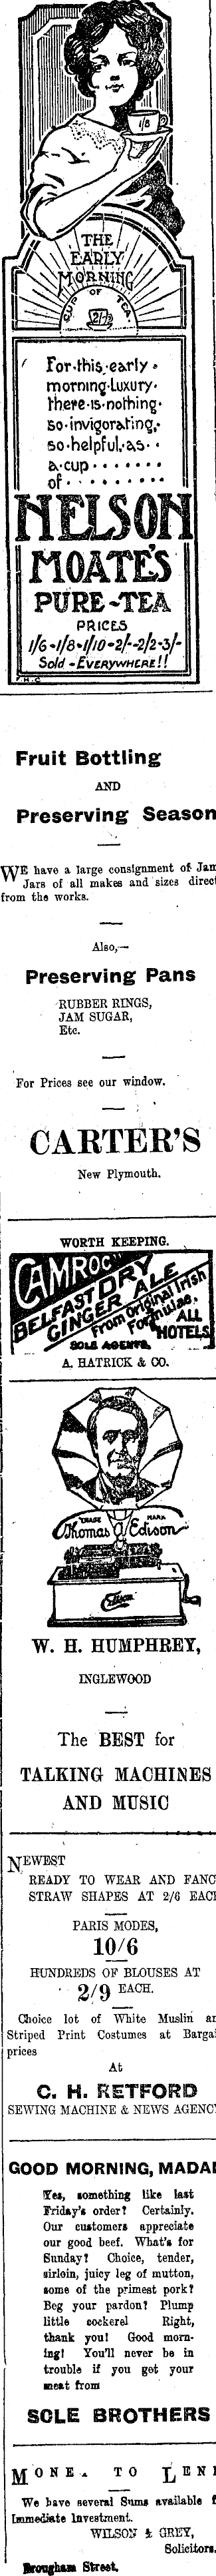 1/8
THE
EARLY
MORNING
CUP OF TEA
2/-
For this early
morning luxury
there is nothing
so invigorating,
so helpful, as
a cup
of
NELSON
MOATE'S
PURE TEA
PRICES
1/6 - 1/8 - 1/10 - 2/- 2/2 - 3/-
Sold - EVERYWHERE!!
Fruit Bottling
AND
Preserving Season
WE have a large consignment of Jam
Jars of all makes and sizes direct
from the works.
Also,—
Preserving Pans
RUBBER RINGS,
JAM SUGAR,
Etc.
For Prices see our window.
CARTER'S
New Plymouth.
WORTH KEEPING.
CAMROC
BELFAST DRY
GINGER ALE
From Original Irish
Formulae.
ALL
HOTELS
SOLE AGENTS,
A. HATRICK & CO.
TRADE MARK
Thomas A Edison
Edison
W. H. HUMPHREY,
INGLEWOOD
The BEST for
TALKING MACHINES
AND MUSIC
NEWEST
READY TO WEAR AND FANC
STRAW SHAPES AT 2/6 EACH
PARIS MODES,
10/6
HUNDREDS OF BLOUSES AT
2/9 EACH.
Choice lot of White Muslin an
Striped Print Costumes at Bargai
prices
At
C. H. RETFORD
SEWING MACHINE & NEWS AGENC
GOOD MORNING, MADAM
Yes, something like last
Friday's order? Certainly.
Our customers appreciate
our good beef. What's for
Sunday? Choice, tender,
sirloin, juicy leg of mutton,
some of the primest pork?
Beg your pardon? Plump
little cockerel Right,
thank you! Good morn-
ing! You'll never be in
trouble if you get your
meat from
SOLE BROTHERS
MONEY TO LEN
We have several Sums available f
Immediate Investment.
WILSON & GREY,
Solicitors.
Brougham Street.